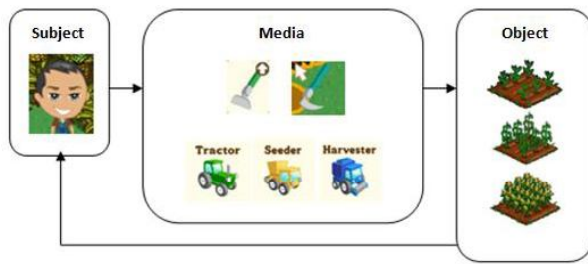 Subject
Media
Object
Tractor
Seeder
Harvester